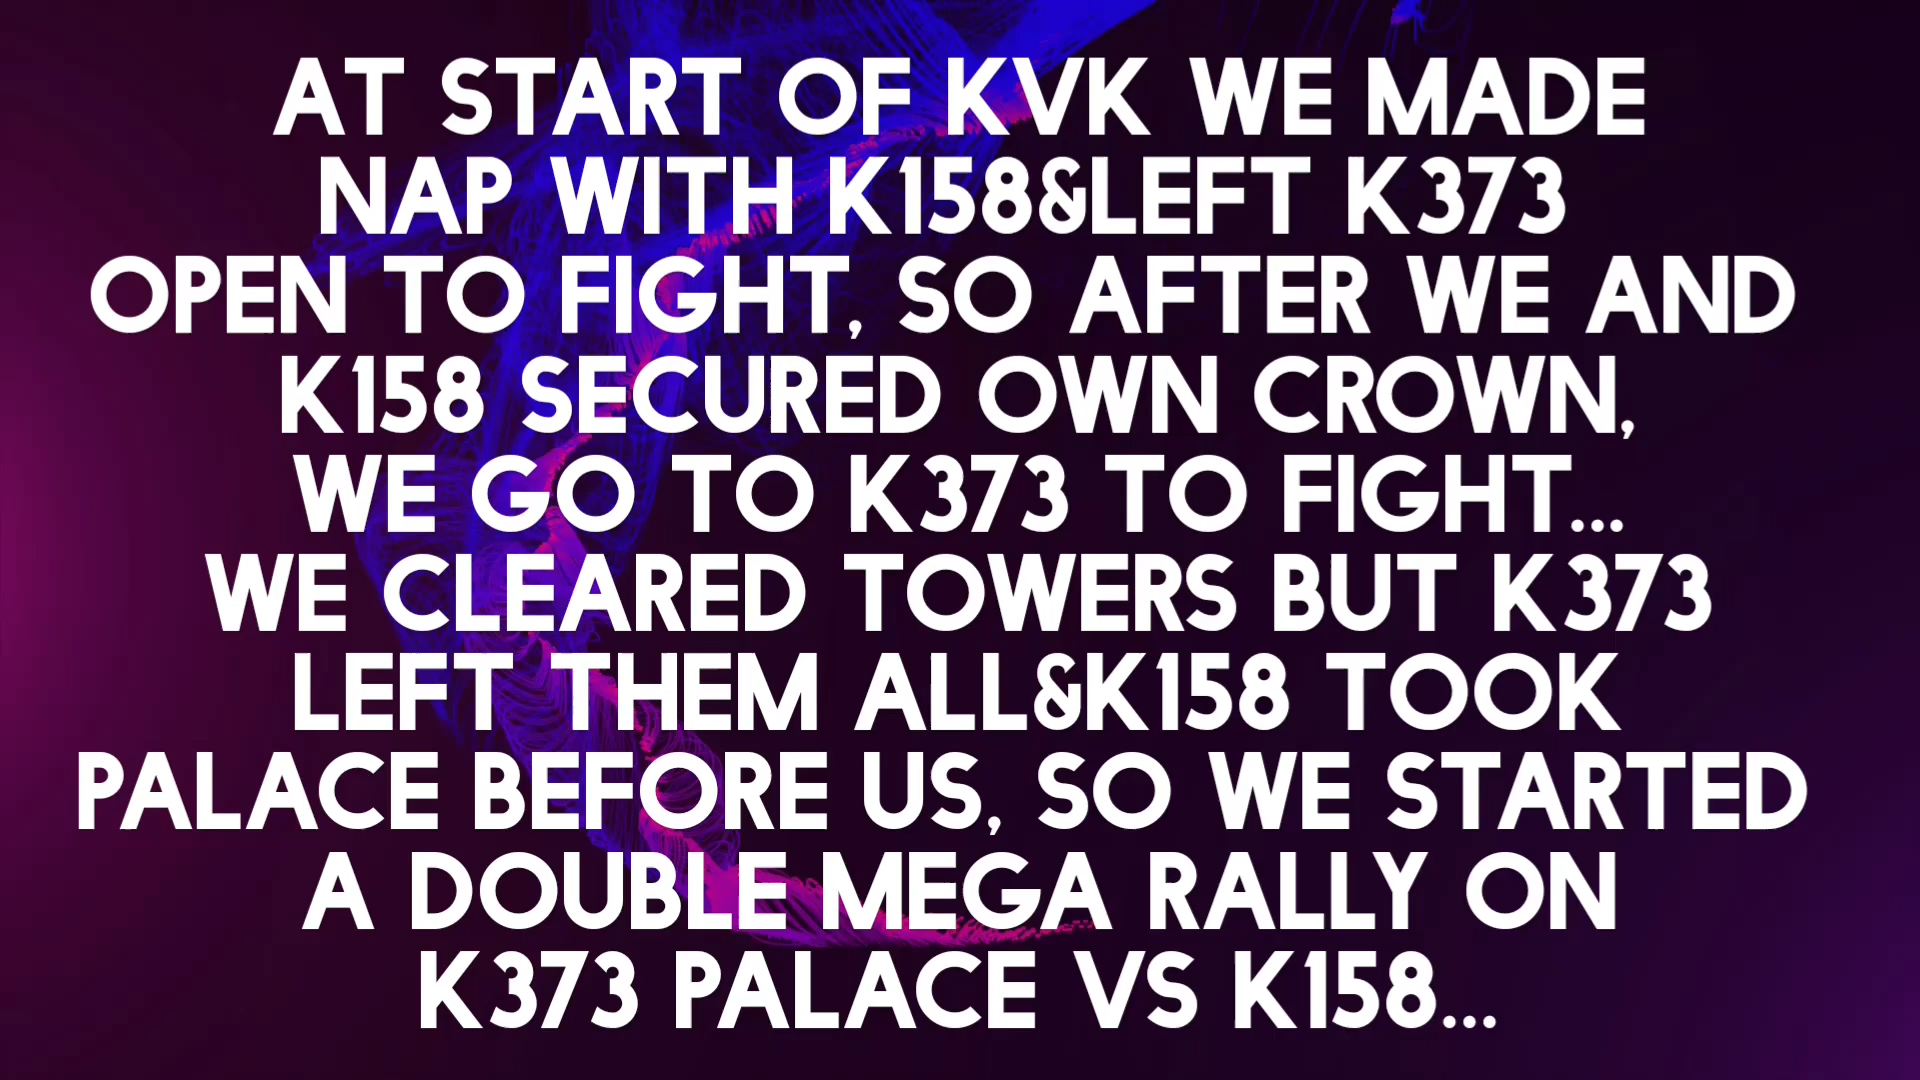 AT START OF KVK WE MADE
NAP WITH K158&LEFT K373
OPEN TO FIGHT, SO AFTER WE AND
K158 SECURED OWN CROWN,
WE GO TO K373 TO FIGHT...
WE CLEARED TOWERS BUT K373
LEFT THEM ALL&K158 TOOK
PALACE BEFORE US, SO WE STARTED
A DOUBLE MEGA RALLY ON
K373 PALACE VS K158...